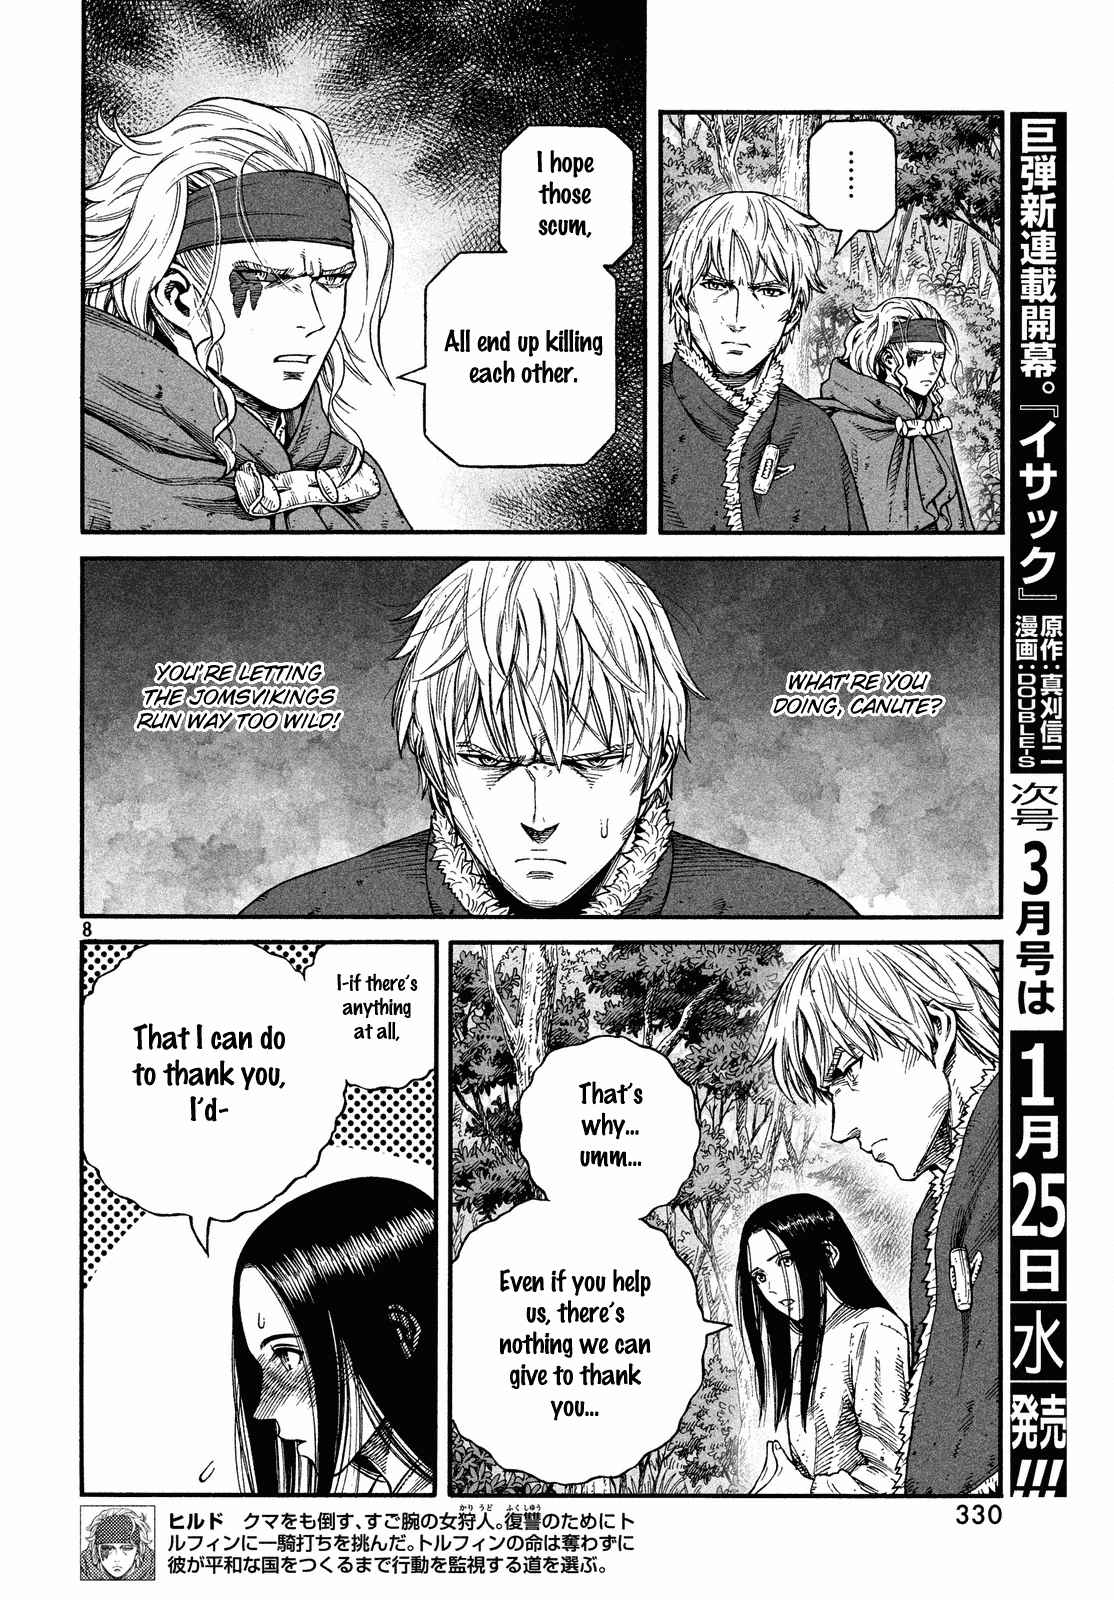 ………
I hope
those
scum,
All end up killing
each other.
WHAT'RE YOU
DOING, CANUTE?
YOU'RE LETTING
THE JOMSVIKINGS
RUN WAY TOO WILD!
8
That's
why...
umm...
Even if you help
us, there's
nothing we can
give to thank
you...
I-if there's
anything
at all,
That I can do
to thank you,
I'd-
巨弾新連載開幕。『イサック』
原作:真刈信二
漫画:DOUBLE-S
次号3月号は
1月25日水発売!!!
330
ヒルド クマをも倒す、すご腕の女狩人。復讐のためにト
ルフィンに一騎打ちを挑んだ。トルフィンの命は奪わずに
彼が平和な国をつくるまで行動を監視する道を選ぶ。